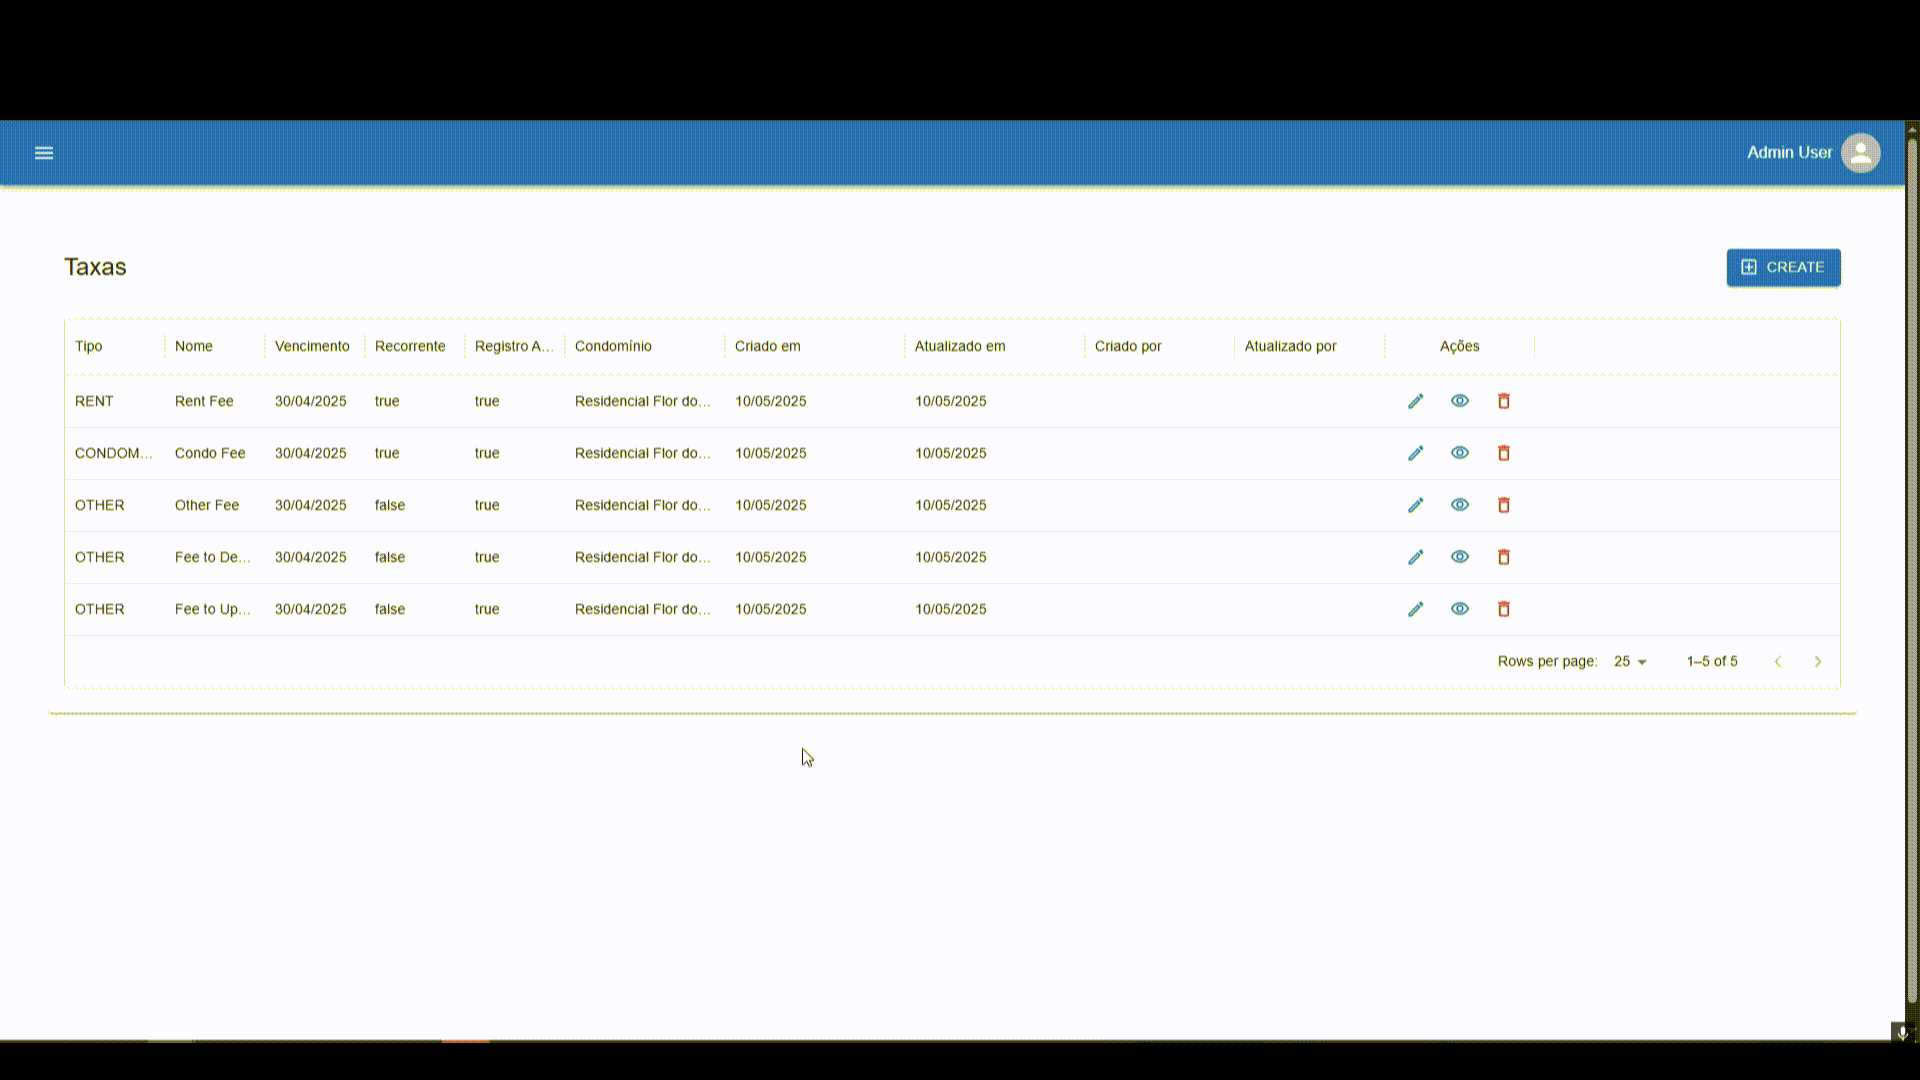 Admin User
Taxas
CREATE
Tipo Nome Vencimento Recorrente Registro A... Condomínio Criado em Atualizado em Criado por Atualizado por Ações
RENT Rent Fee 30/04/2025 true true Residencial Flor do... 10/05/2025 10/05/2025
CONDOM... Condo Fee 30/04/2025 true true Residencial Flor do... 10/05/2025 10/05/2025
OTHER Other Fee 30/04/2025 false true Residencial Flor do... 10/05/2025 10/05/2025
OTHER Fee to De... 30/04/2025 false true Residencial Flor do... 10/05/2025 10/05/2025
OTHER Fee to Up... 30/04/2025 false true Residencial Flor do... 10/05/2025 10/05/2025
Rows per page: 25 1–5 of 5